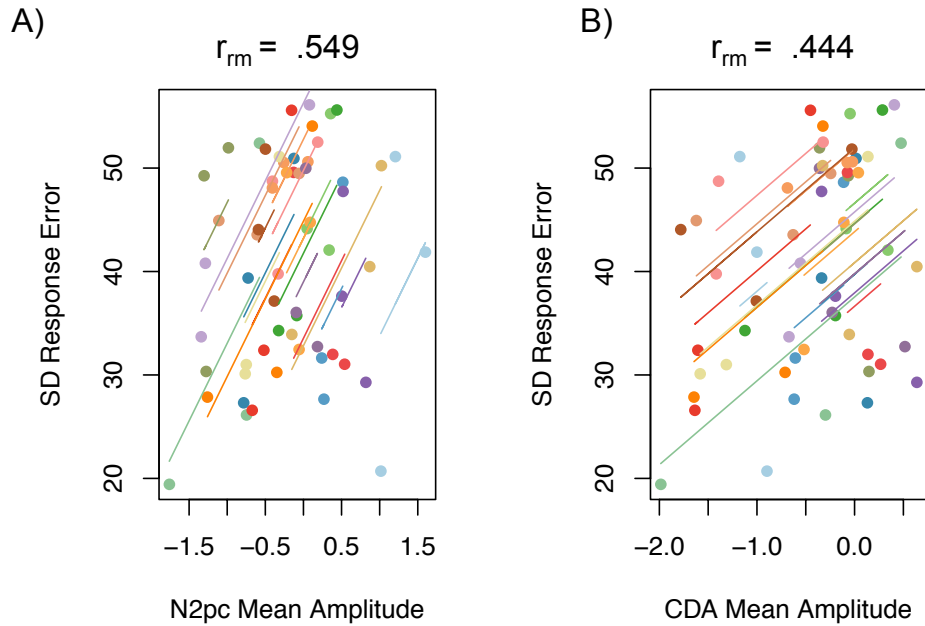 A)
r_rm = .549
SD Response Error
50
40
30
20
−1.5
−0.5
0.5
1.5
N2pc Mean Amplitude
B)
r_rm = .444
SD Response Error
50
40
30
20
−2.0
−1.0
0.0
CDA Mean Amplitude